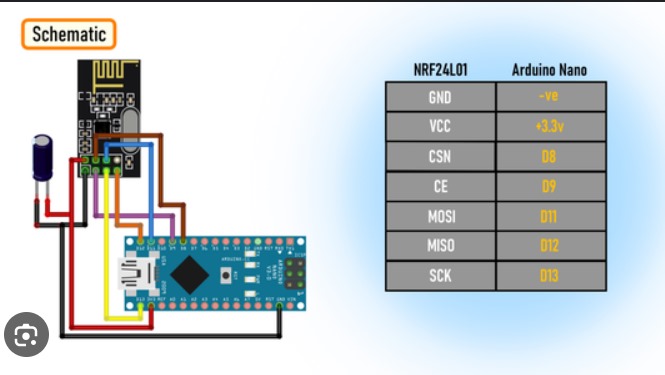 Schematic
NRF24L01 Arduino Nano
GND -ve
VCC +3.3v
CSN D8
CE D9
MOSI D11
MISO D12
SCK D13